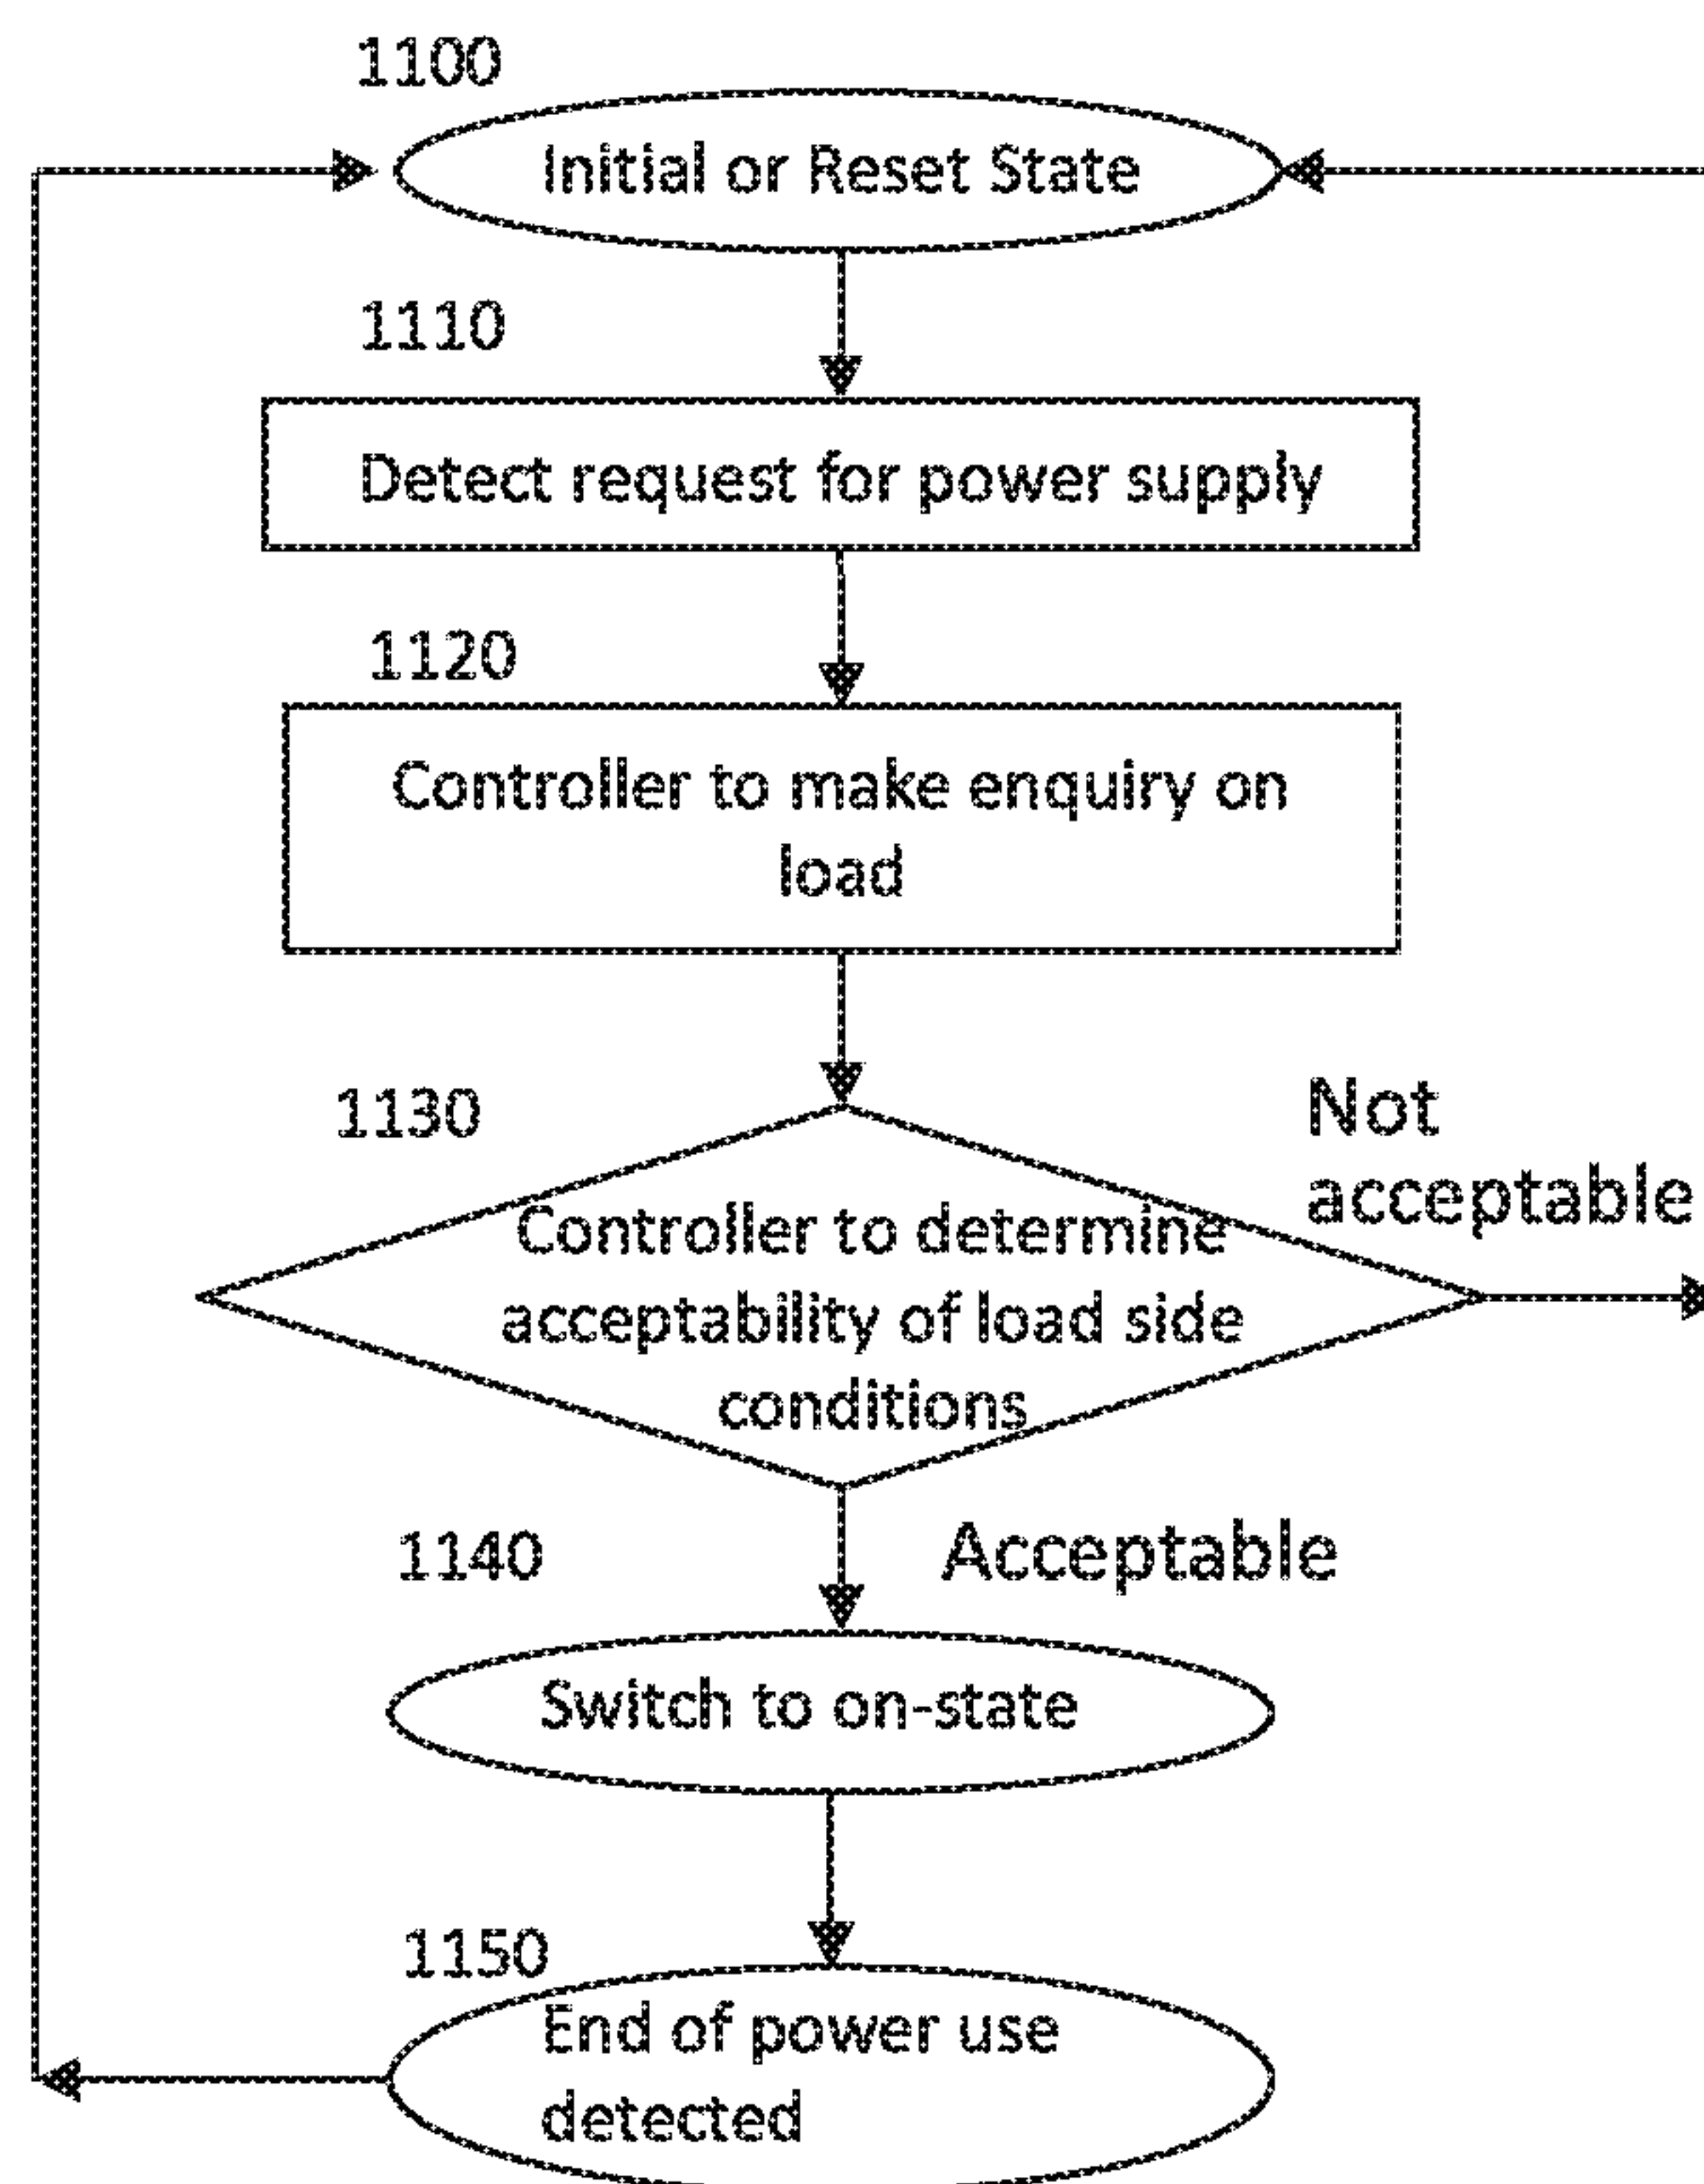 1100
Initial or Reset State
1110
Detect request for power supply
1120
Controller to make enquiry on
load
1130
Not
acceptable
Controller to determine
acceptability of load side
conditions
1140
Acceptable
Switch to on-state
1150
End of power use
detected